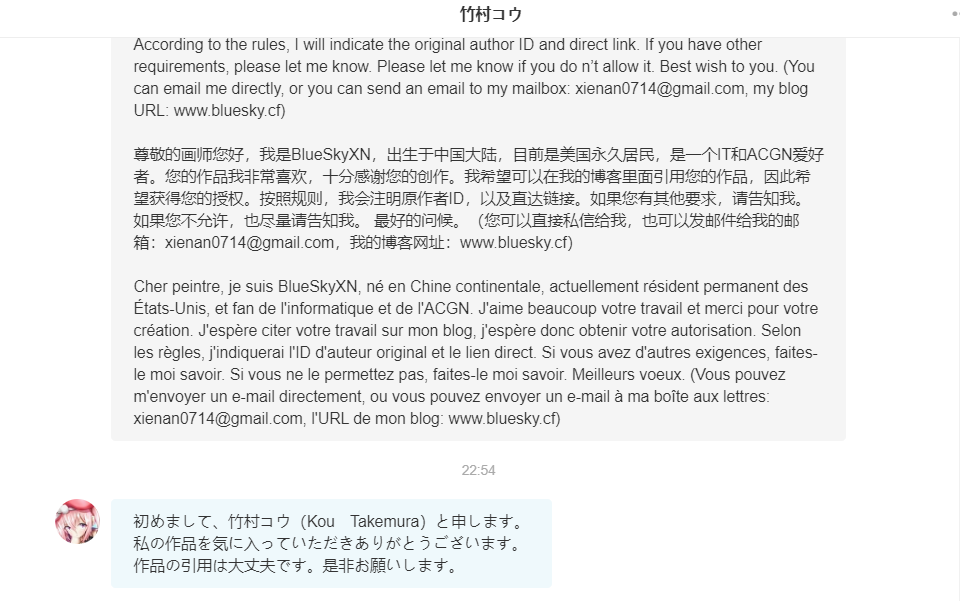 竹村コウ
According to the rules, I will indicate the original author ID and direct link. If you have other
requirements, please let me know. Please let me know if you do n't allow it. Best wish to you. (You
can email me directly, or you can send an email to my mailbox: xienan0714@gmail.com, my blog
URL: www.bluesky.cf)
尊敬的画师您好，我是BlueSkyXN，出生于中国大陆，目前是美国永久居民，是一个IT和ACGN爱好
者。您的作品我非常喜欢，十分感谢您的创作。我希望可以在我的博客里面引用您的作品，因此希
望获得您的授权。按照规则，我会注明原作者ID，以及直达链接。如果您有其他要求，请告知我。
如果您不允许，也尽量请告知我。 最好的问候。（您可以直接私信给我，也可以发邮件给我的邮
箱：xienan0714@gmail.com，我的博客网址：www.bluesky.cf)
Cher peintre, je suis BlueSkyXN, né en Chine continentale, actuellement résident permanent des
États-Unis, et fan de l'informatique et de l'ACGN. J'aime beaucoup votre travail et merci pour votre
création. J'espère citer votre travail sur mon blog, j'espère donc obtenir votre autorisation. Selon
les règles, j'indiquerai l'ID d'auteur original et le lien direct. Si vous avez d'autres exigences, faites-
le moi savoir. Si vous ne le permettez pas, faites-le moi savoir. Meilleurs voeux. (Vous pouvez
m'envoyer un e-mail directement, ou vous pouvez envoyer un e-mail à ma boîte aux lettres:
xienan0714@gmail.com, l'URL de mon blog: www.bluesky.cf)
22:54
初めまして、竹村コウ（Kou　Takemura）と申します。
私の作品を気に入っていただきありがとうございます。
作品の引用は大丈夫です。是非お願いします。